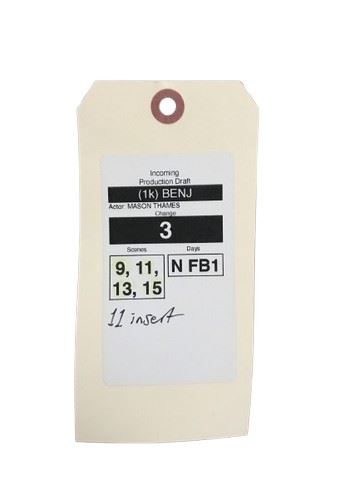 Incoming
Production Draft
(1k) BENJ
Actor: MASON THAMES
Change
3
Scenes Days
9, 11, N FB1
13, 15
11 insert